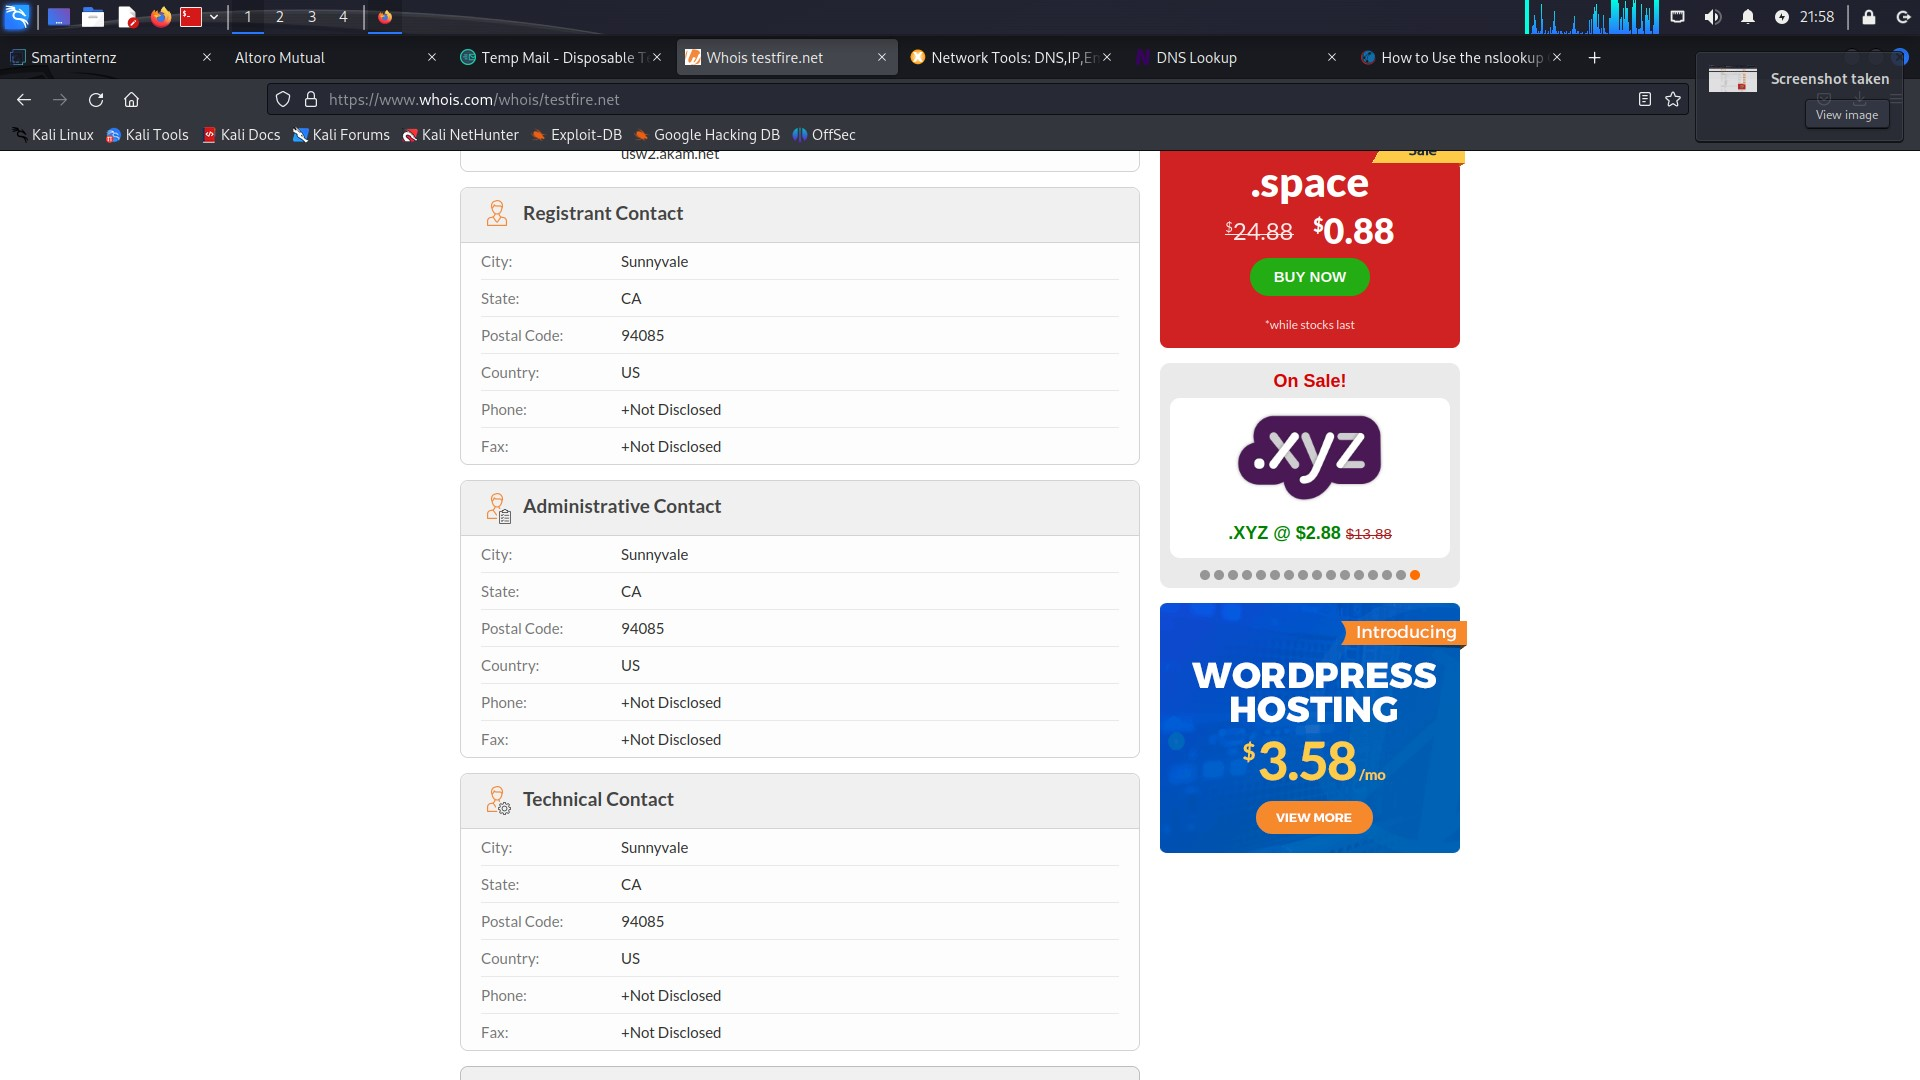 1 2 3 4
21:58
Smartinternz
Altoro Mutual
Temp Mail - Disposable T
Whois testfire.net
Network Tools: DNS,IP,Em
DNS Lookup
How to Use the nslookup
https://www.whois.com/whois/testfire.net
Screenshot taken
View image
Kali Linux
Kali Tools
Kali Docs
Kali Forums
Kali NetHunter
Exploit-DB
Google Hacking DB
OffSec
usw2.akam.net
Registrant Contact
City: Sunnyvale
State: CA
Postal Code: 94085
Country: US
Phone: +Not Disclosed
Fax: +Not Disclosed
Administrative Contact
City: Sunnyvale
State: CA
Postal Code: 94085
Country: US
Phone: +Not Disclosed
Fax: +Not Disclosed
Technical Contact
City: Sunnyvale
State: CA
Postal Code: 94085
Country: US
Phone: +Not Disclosed
Fax: +Not Disclosed
Sale
.space
$24.88 $0.88
BUY NOW
*while stocks last
On Sale!
.xyz
.XYZ @ $2.88 $13.88
Introducing
WORDPRESS
HOSTING
$3.58/mo
VIEW MORE